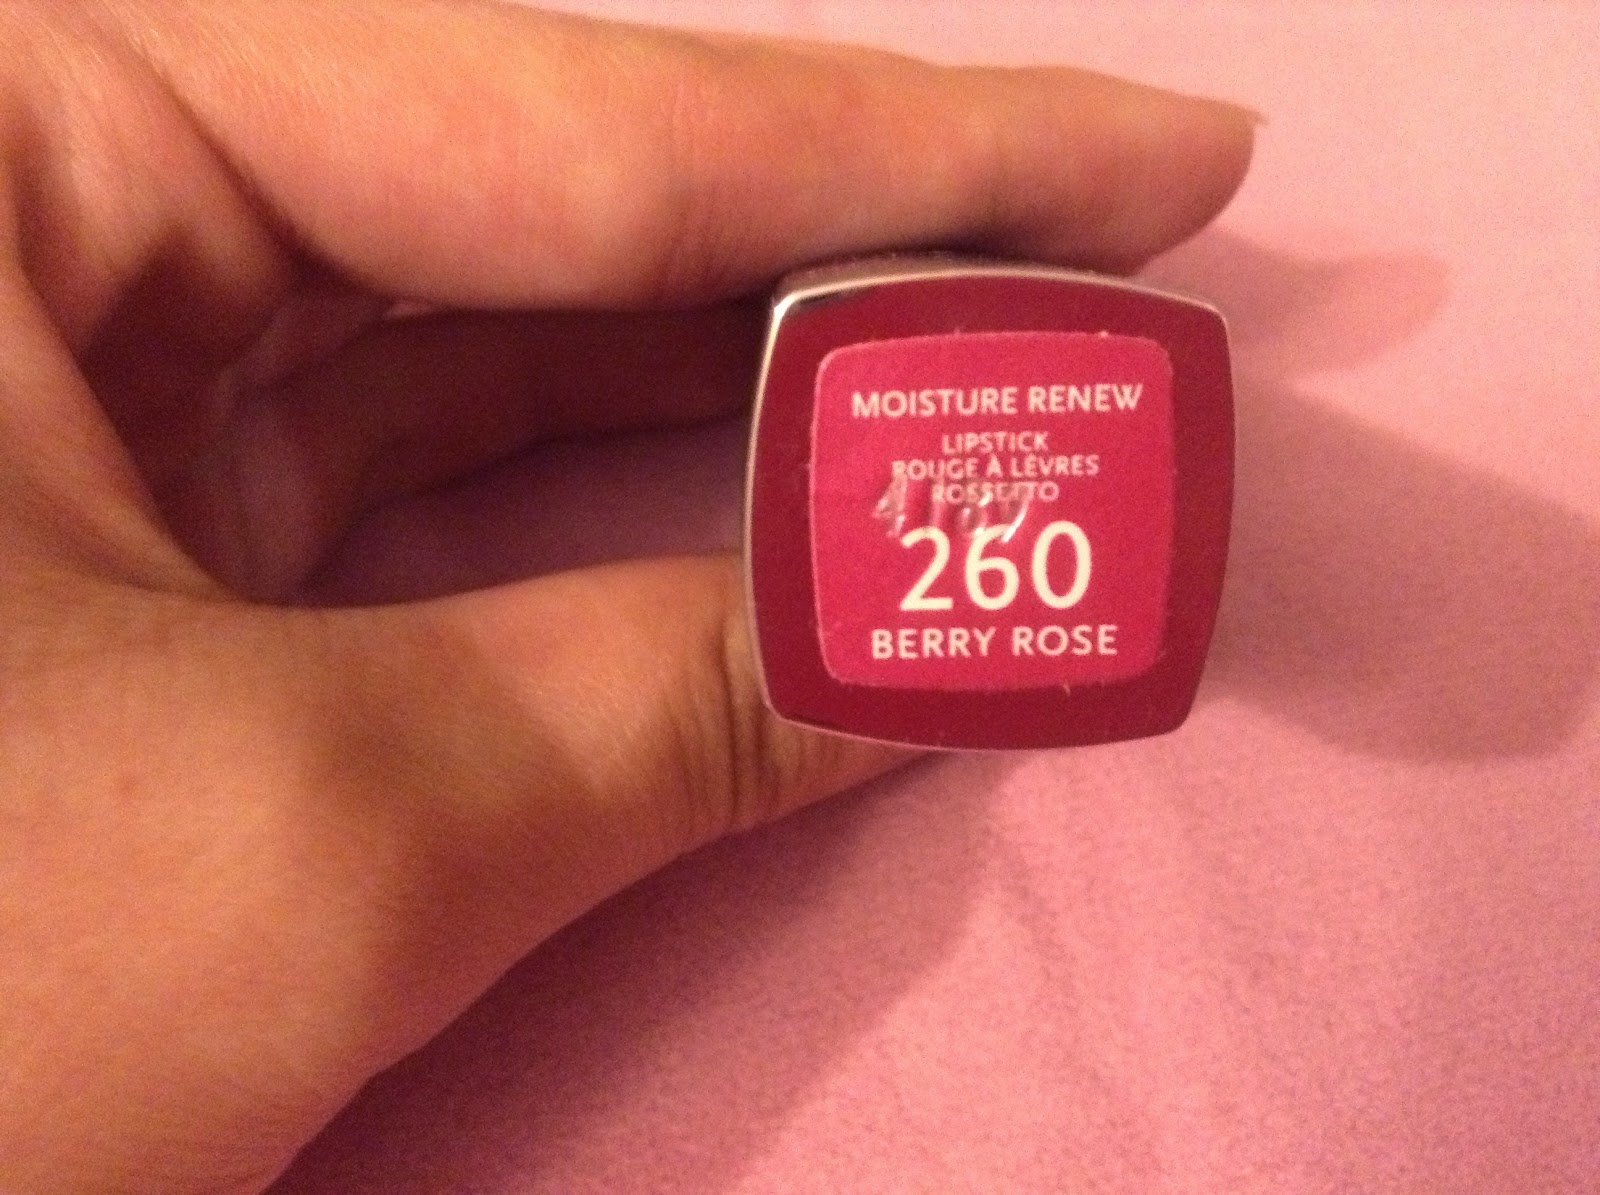 MOISTURE RENEW
LIPSTICK
ROUGE À LÈVRES
ROSSETTO
260
BERRY ROSE